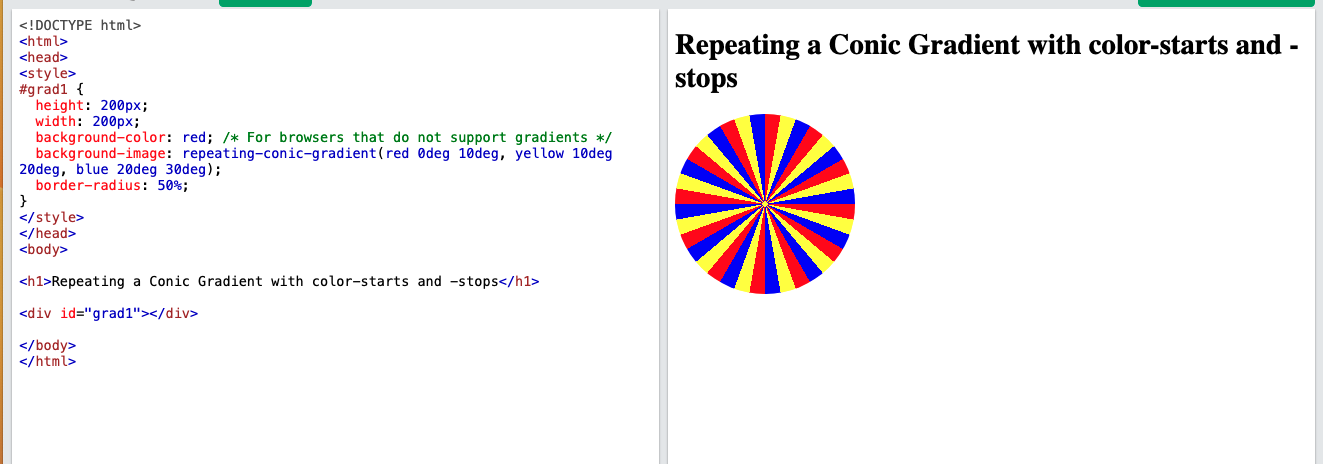 <!DOCTYPE html>
<html>
<head>
<style>
#grad1 {
  height: 200px;
  width: 200px;
  background-color: red; /* For browsers that do not support gradients */
  background-image: repeating-conic-gradient(red 0deg 10deg, yellow 10deg
20deg, blue 20deg 30deg);
  border-radius: 50%;
}
</style>
</head>
<body>
<h1>Repeating a Conic Gradient with color-starts and -stops</h1>
<div id="grad1"></div>
</body>
</html>
Repeating a Conic Gradient with color-starts and -
stops